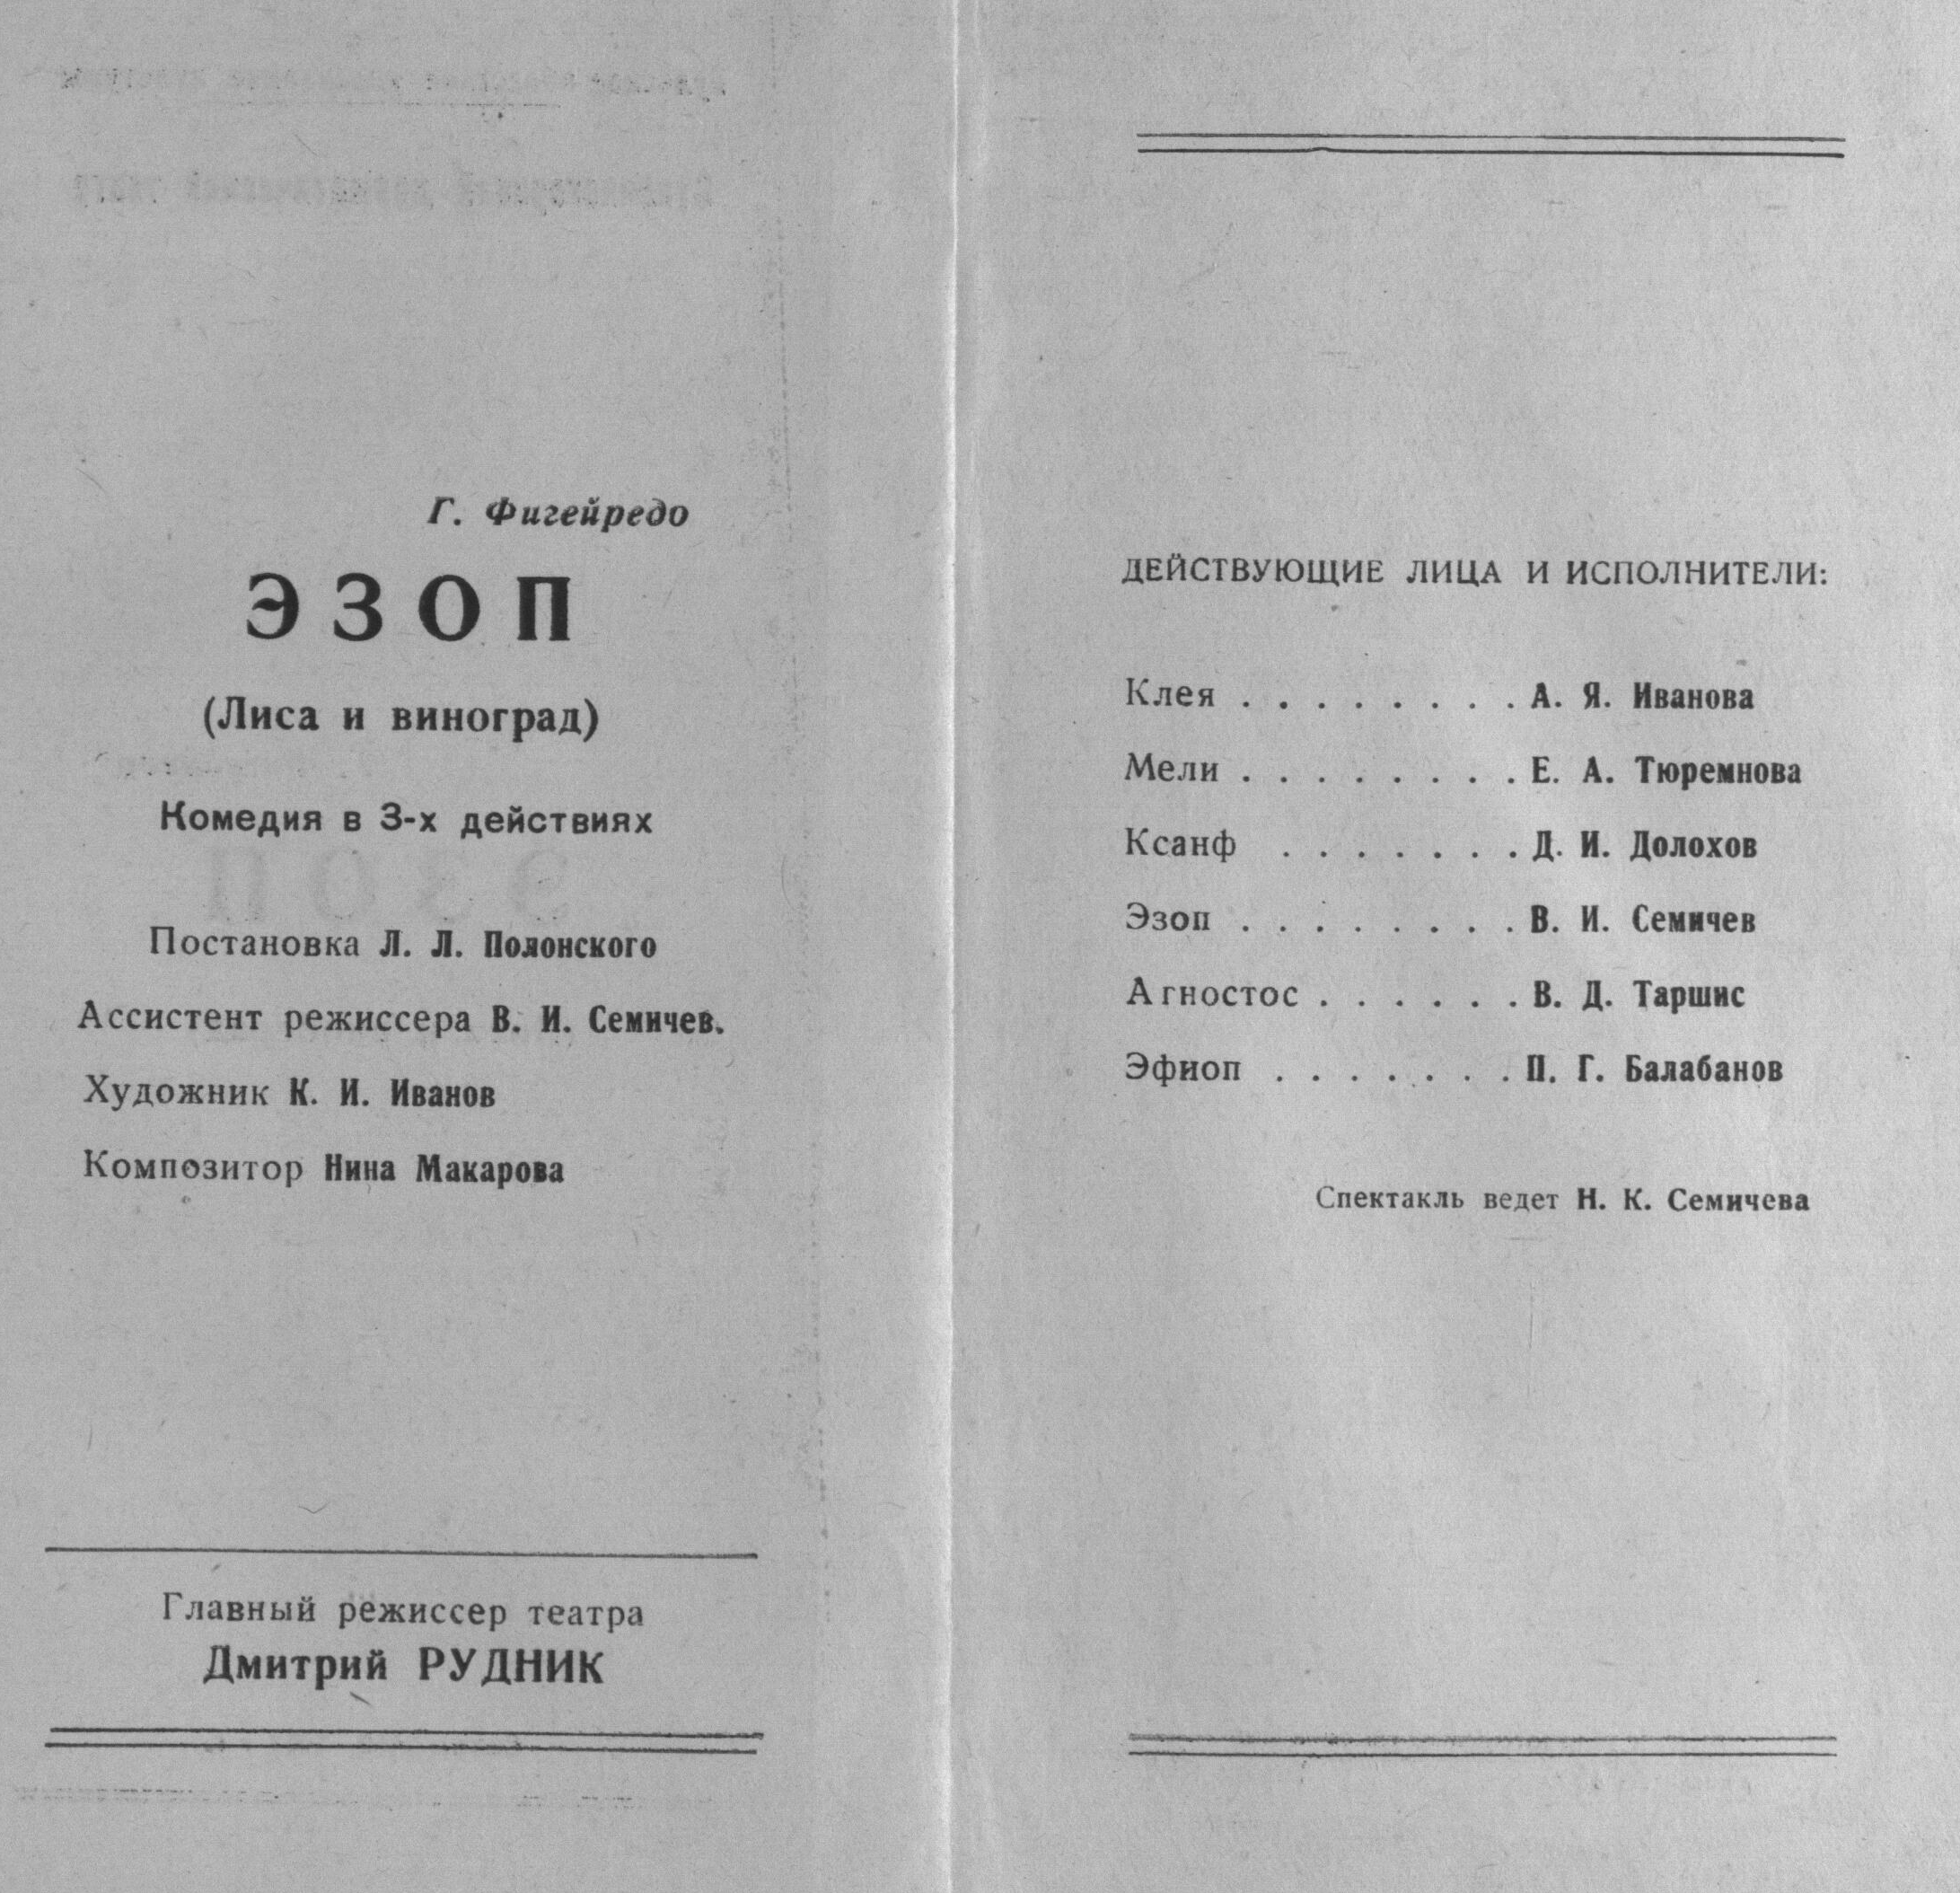 Г. Фигейредо
ЭЗОП
(Лиса и виноград)
Комедия в 3-х действиях
Постановка Л. Л. Полонского
Ассистент режиссера В. И. Семичев.
Художник К. И. Иванов
Композитор Нина Макарова
Главный режиссер театра
Дмитрий РУДНИК
ДЕЙСТВУЮЩИЕ ЛИЦА И ИСПОЛНИТЕЛИ:
Клея . . . . . . . . А. Я. Иванова
Мели . . . . . . . . Е. А. Тюремнова
Ксанф . . . . . . . Д. И. Долохов
Эзоп . . . . . . . . В. И. Семичев
Агностос . . . . . . В. Д. Таршис
Эфиоп . . . . . . . П. Г. Балабанов
Спектакль ведет Н. К. Семичева